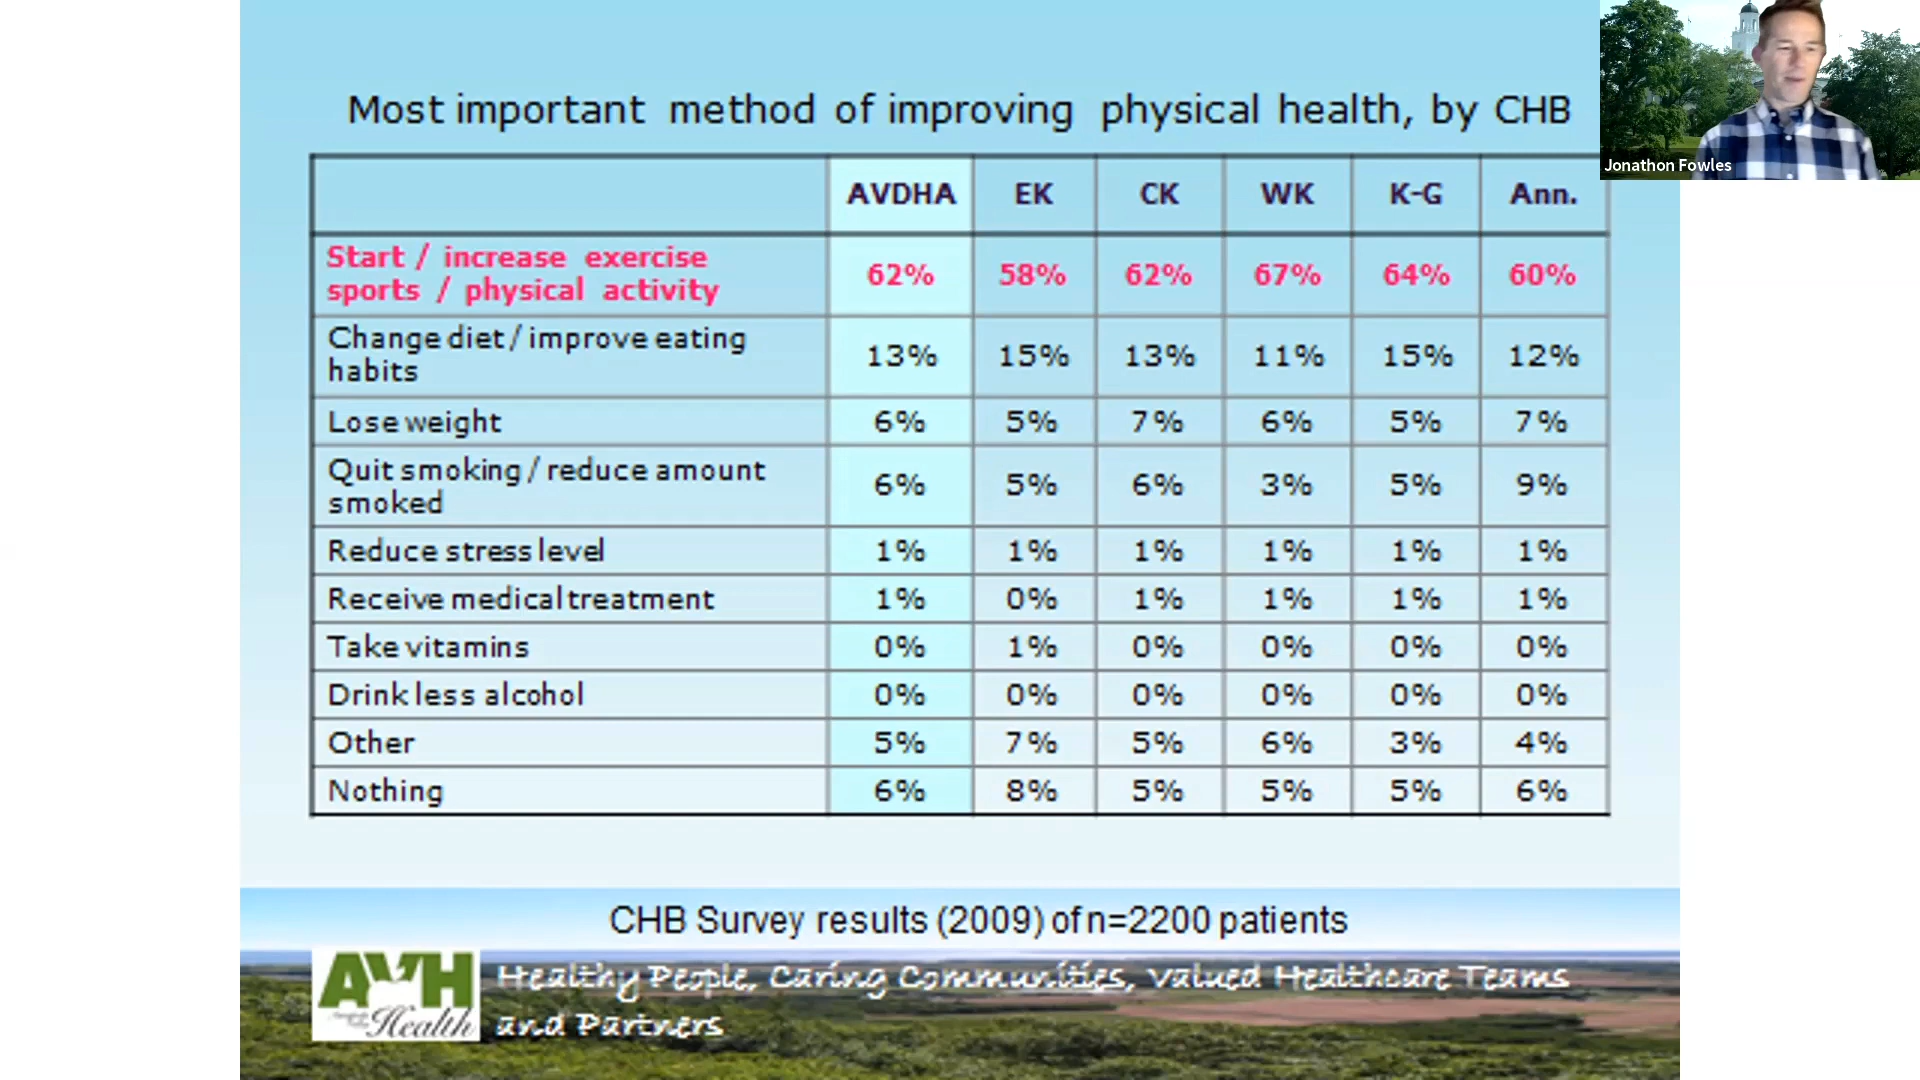 Most important method of improving physical health, by CHB
Jonathon Fowles
AVDHA EK CK WK K-G Ann.
Start / increase exercise
sports / physical activity 62% 58% 62% 67% 64% 60%
Change diet / improve eating
habits 13% 15% 13% 11% 15% 12%
Lose weight 6% 5% 7% 6% 5% 7%
Quit smoking / reduce amount
smoked 6% 5% 6% 3% 5% 9%
Reduce stress level 1% 1% 1% 1% 1% 1%
Receive medical treatment 1% 0% 1% 1% 1% 1%
Take vitamins 0% 1% 0% 0% 0% 0%
Drink less alcohol 0% 0% 0% 0% 0% 0%
Other 5% 7% 5% 6% 3% 4%
Nothing 6% 8% 5% 5% 5% 6%
CHB Survey results (2009) of n=2200 patients
AVH
Health
Healthy People, Caring Communities, Valued Healthcare Teams
and Partners